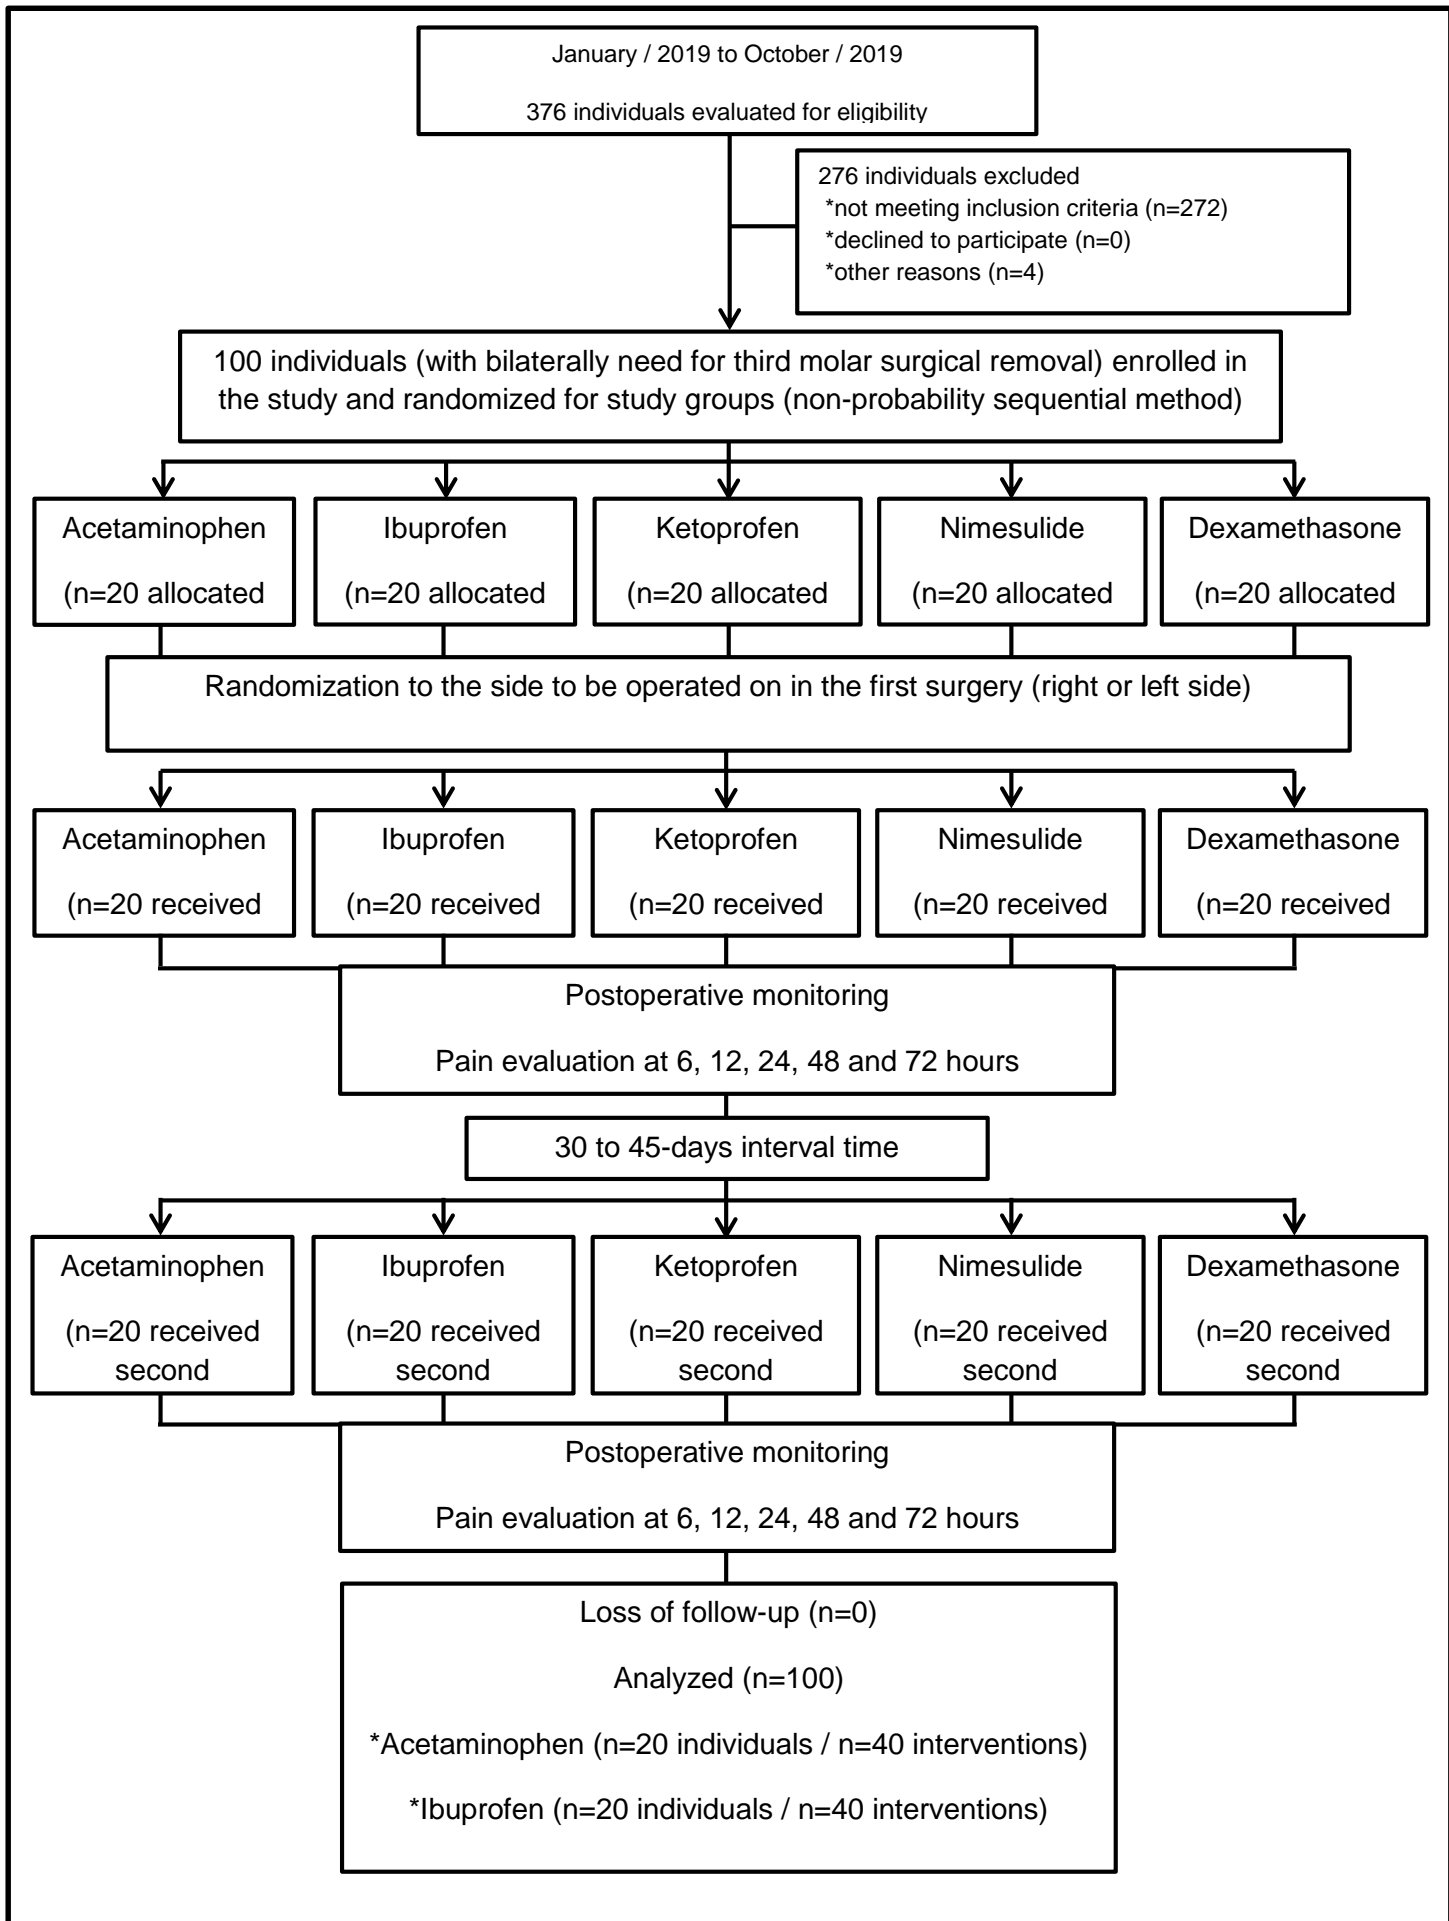 January / 2019 to October / 2019
376 individuals evaluated for eligibility
276 individuals excluded
*not meeting inclusion criteria (n=272)
*declined to participate (n=0)
*other reasons (n=4)
100 individuals (with bilaterally need for third molar surgical removal) enrolled in
the study and randomized for study groups (non-probability sequential method)
Acetaminophen
(n=20 allocated
Ibuprofen
(n=20 allocated
Ketoprofen
(n=20 allocated
Nimesulide
(n=20 allocated
Dexamethasone
(n=20 allocated
Randomization to the side to be operated on in the first surgery (right or left side)
Acetaminophen
(n=20 received
Ibuprofen
(n=20 received
Ketoprofen
(n=20 received
Nimesulide
(n=20 received
Dexamethasone
(n=20 received
Postoperative monitoring
Pain evaluation at 6, 12, 24, 48 and 72 hours
30 to 45-days interval time
Acetaminophen
(n=20 received
second
Ibuprofen
(n=20 received
second
Ketoprofen
(n=20 received
second
Nimesulide
(n=20 received
second
Dexamethasone
(n=20 received
second
Postoperative monitoring
Pain evaluation at 6, 12, 24, 48 and 72 hours
Loss of follow-up (n=0)
Analyzed (n=100)
*Acetaminophen (n=20 individuals / n=40 interventions)
*Ibuprofen (n=20 individuals / n=40 interventions)